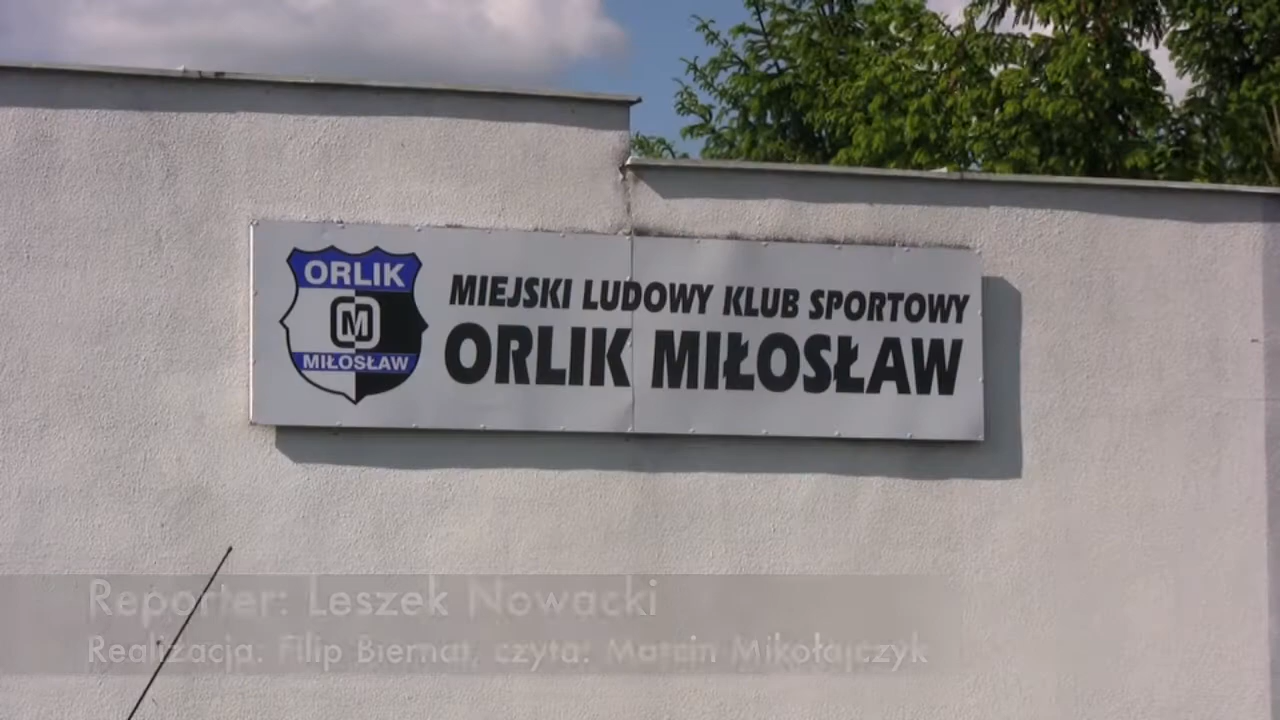 ORLIK
M
MIŁOSŁAW
MIEJSKI LUDOWY KLUB SPORTOWY
ORLIK MIŁOSŁAW
Reporter: Leszek Nowacki
Realizacja: Filip Biernat, czyta: Marcin Mikołajczyk